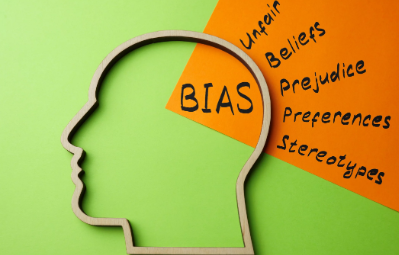 Unfair
Beliefs
Prejudice
BIAS
Preferences
Stereotypes